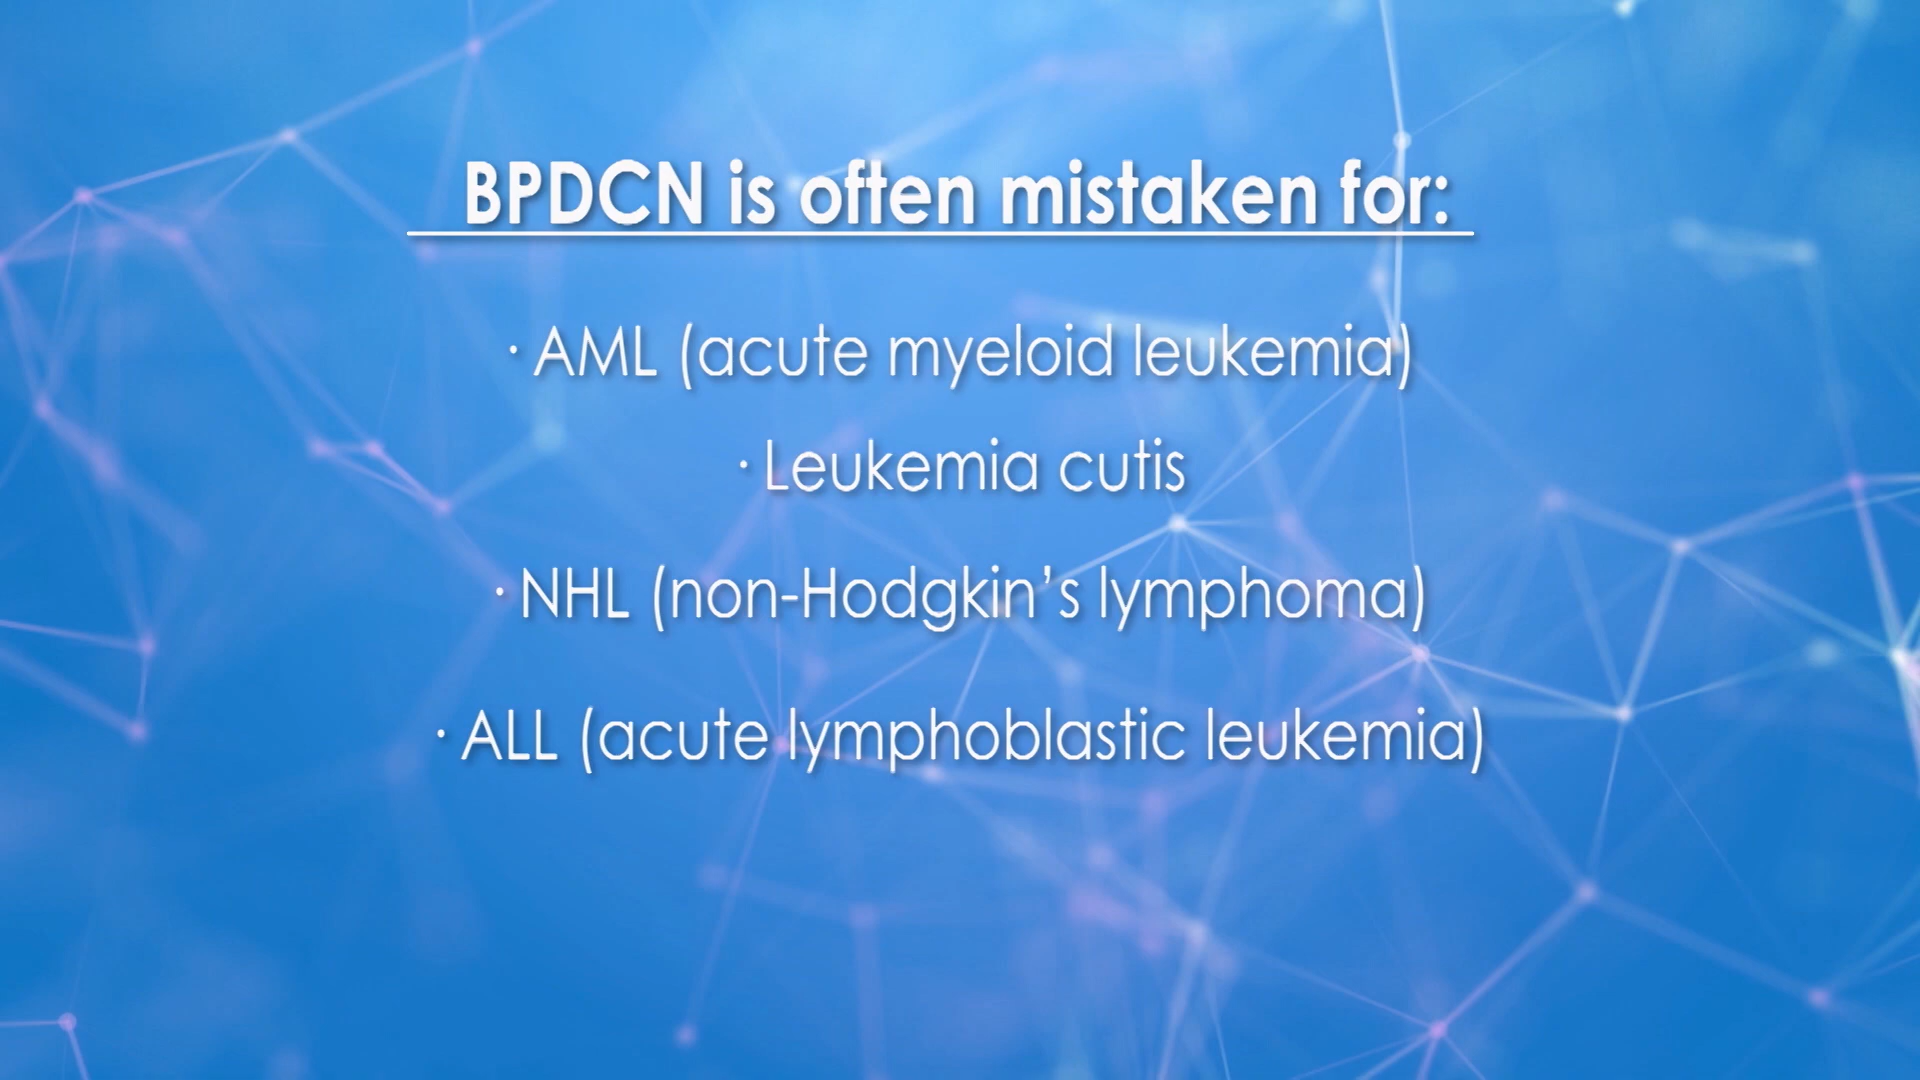 BPDCN is often mistaken for:
· AML (acute myeloid leukemia)
· Leukemia cutis
· NHL (non-Hodgkin’s lymphoma)
· ALL (acute lymphoblastic leukemia)